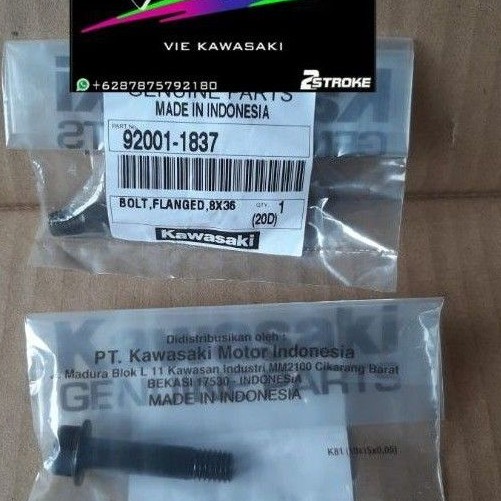 VIE KAWASAKI
+6287875792180
2STROKE
GENUINE PARTS
MADE IN INDONESIA
PART No.
92001-1837
BOLT,FLANGED,8X36
QTY. 1
(20D)
Kawasaki
Kawasaki
Didistribusikan oleh :
PT. Kawasaki Motor Indonesia
Madura Blok L 11 Kawasan Industri MM2100 Cikarang Barat
BEKASI 17530 - INDONESIA
GENUINE PARTS
MADE IN INDONESIA